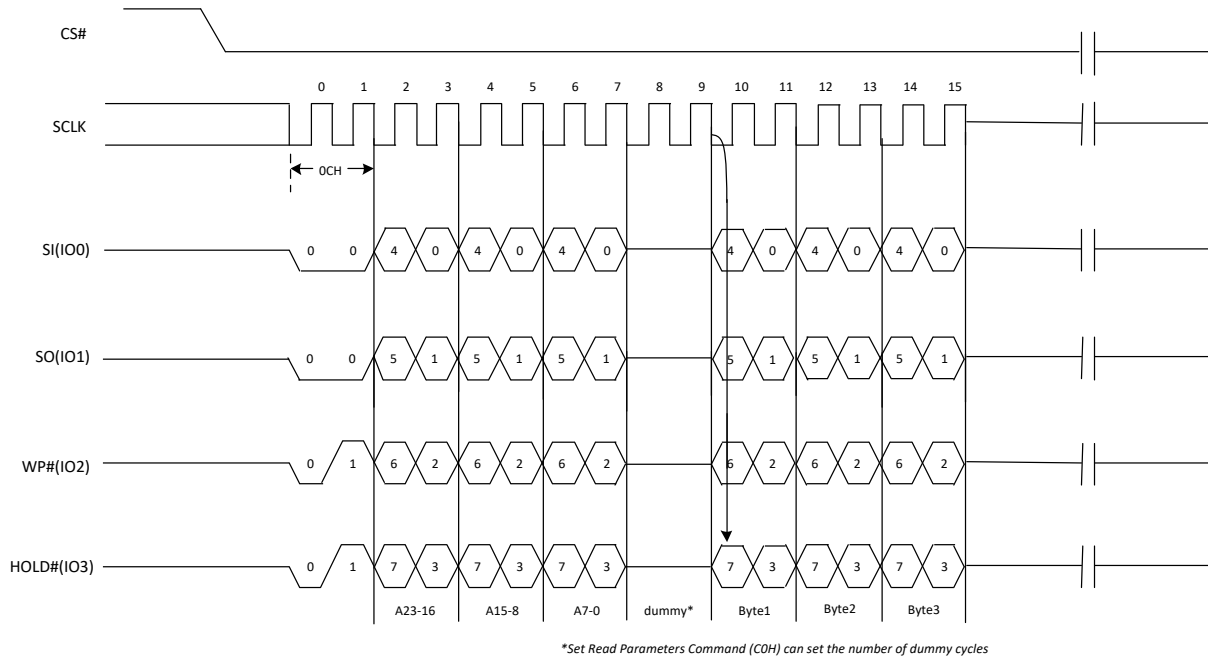 CS#
0 1 2 3 4 5 6 7 8 9 10 11 12 13 14 15
SCLK
0CH
SI(IO0) 0 0 4 0 4 0 4 0 4 0 4 0 4 0
SO(IO1) 0 0 5 1 5 1 5 1 5 1 5 1 5 1
WP#(IO2) 0 1 6 2 6 2 6 2 6 2 6 2 6 2
HOLD#(IO3) 0 1 7 3 7 3 7 3 7 3 7 3 7 3
A23-16 A15-8 A7-0 dummy* Byte1 Byte2 Byte3
*Set Read Parameters Command (C0H) can set the number of dummy cycles